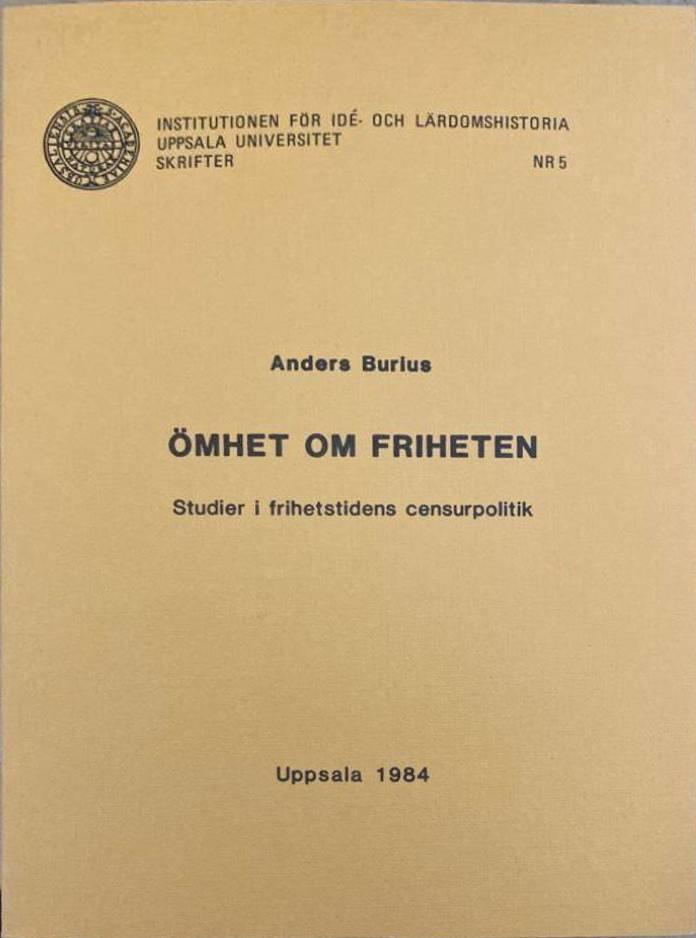 INSTITUTIONEN FÖR IDÉ- OCH LÄRDOMSHISTORIA
UPPSALA UNIVERSITET
SKRIFTER NR 5
Anders Burius
ÖMHET OM FRIHETEN
Studier i frihetstidens censurpolitik
Uppsala 1984